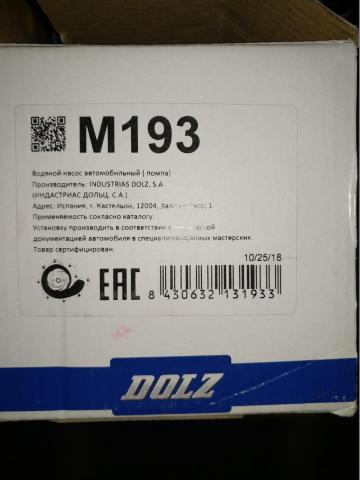 M193
Водяной насос автомобильный ( помпа)
Производитель: INDUSTRIAS DOLZ, S.A
(ИНДАСТРИАС ДОЛЬЦ, С.А.)
Адрес: Испания, г. Кастельон, 12004, 1.
Применяемость согласно каталогу.
Установку производить в соответствии с
документацией автомобиля в специализированных мастерских.
Товар сертифицирован.
10/25/18
EAC
8 430632 131933
DOLZ